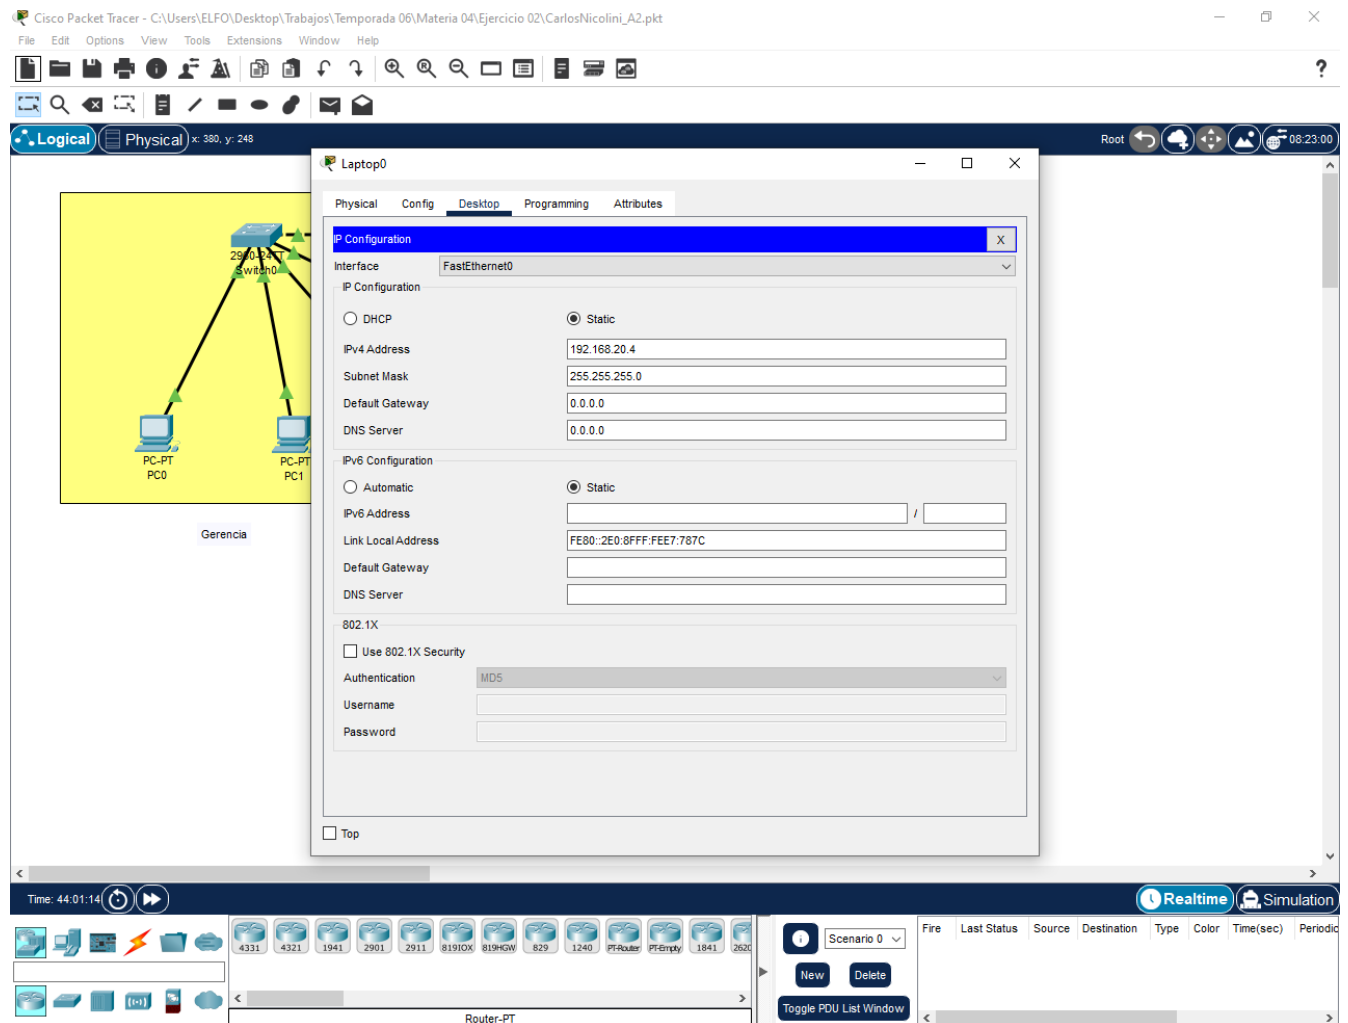 Cisco Packet Tracer - C:\Users\ELFO\Desktop\Trabajos\Temporada 06\Materia 04\Ejercicio 02\CarlosNicolini_A2.pkt
File Edit Options View Tools Extensions Window Help
Logical Physical x: 380, y: 248 Root 08:23:00
Laptop0
Physical Config Desktop Programming Attributes
IP Configuration X
Interface FastEthernet0
IP Configuration
DHCP Static
IPv4 Address 192.168.20.4
Subnet Mask 255.255.255.0
Default Gateway 0.0.0.0
DNS Server 0.0.0.0
IPv6 Configuration
Automatic Static
IPv6 Address /
Link Local Address FE80::2E0:8FFF:FEE7:787C
Default Gateway
DNS Server
802.1X
Use 802.1X Security
Authentication MD5
Username
Password
Top
2960-24TT
Switch0
PC-PT
PC0
PC-PT
PC1
Gerencia
Time: 44:01:14 Realtime Simulation
4331 4321 1941 2901 2911 819IOX 819HGW 829 1240 PT-Router PT-Empty 1841 2620
Router-PT
Scenario 0
New Delete
Toggle PDU List Window
Fire Last Status Source Destination Type Color Time(sec) Periodic